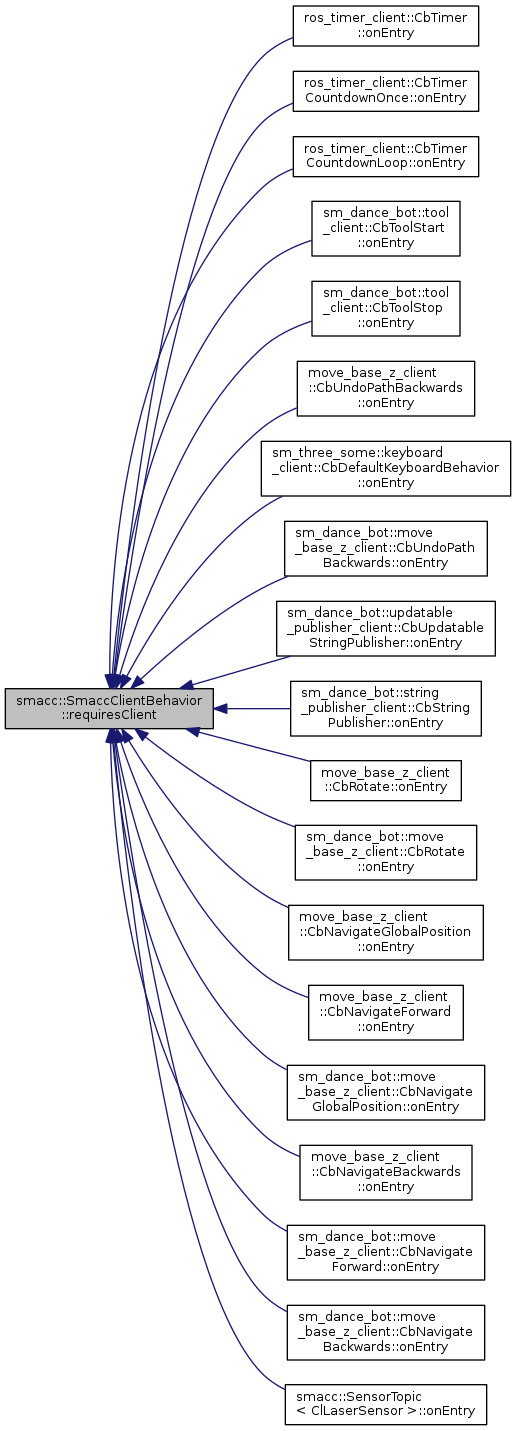 ros_timer_client::CbTimer
::onEntry
ros_timer_client::CbTimer
CountdownOnce::onEntry
ros_timer_client::CbTimer
CountdownLoop::onEntry
sm_dance_bot::tool
_client::CbToolStart
::onEntry
sm_dance_bot::tool
_client::CbToolStop
::onEntry
move_base_z_client
::CbUndoPathBackwards
::onEntry
sm_three_some::keyboard
_client::CbDefaultKeyboardBehavior
::onEntry
sm_dance_bot::move
_base_z_client::CbUndoPath
Backwards::onEntry
sm_dance_bot::updatable
_publisher_client::CbUpdatable
StringPublisher::onEntry
smacc::SmaccClientBehavior
::requiresClient
sm_dance_bot::string
_publisher_client::CbString
Publisher::onEntry
move_base_z_client
::CbRotate::onEntry
sm_dance_bot::move
_base_z_client::CbRotate
::onEntry
move_base_z_client
::CbNavigateGlobalPosition
::onEntry
move_base_z_client
::CbNavigateForward
::onEntry
sm_dance_bot::move
_base_z_client::CbNavigate
GlobalPosition::onEntry
move_base_z_client
::CbNavigateBackwards
::onEntry
sm_dance_bot::move
_base_z_client::CbNavigate
Forward::onEntry
sm_dance_bot::move
_base_z_client::CbNavigate
Backwards::onEntry
smacc::SensorTopic
< ClLaserSensor >::onEntry